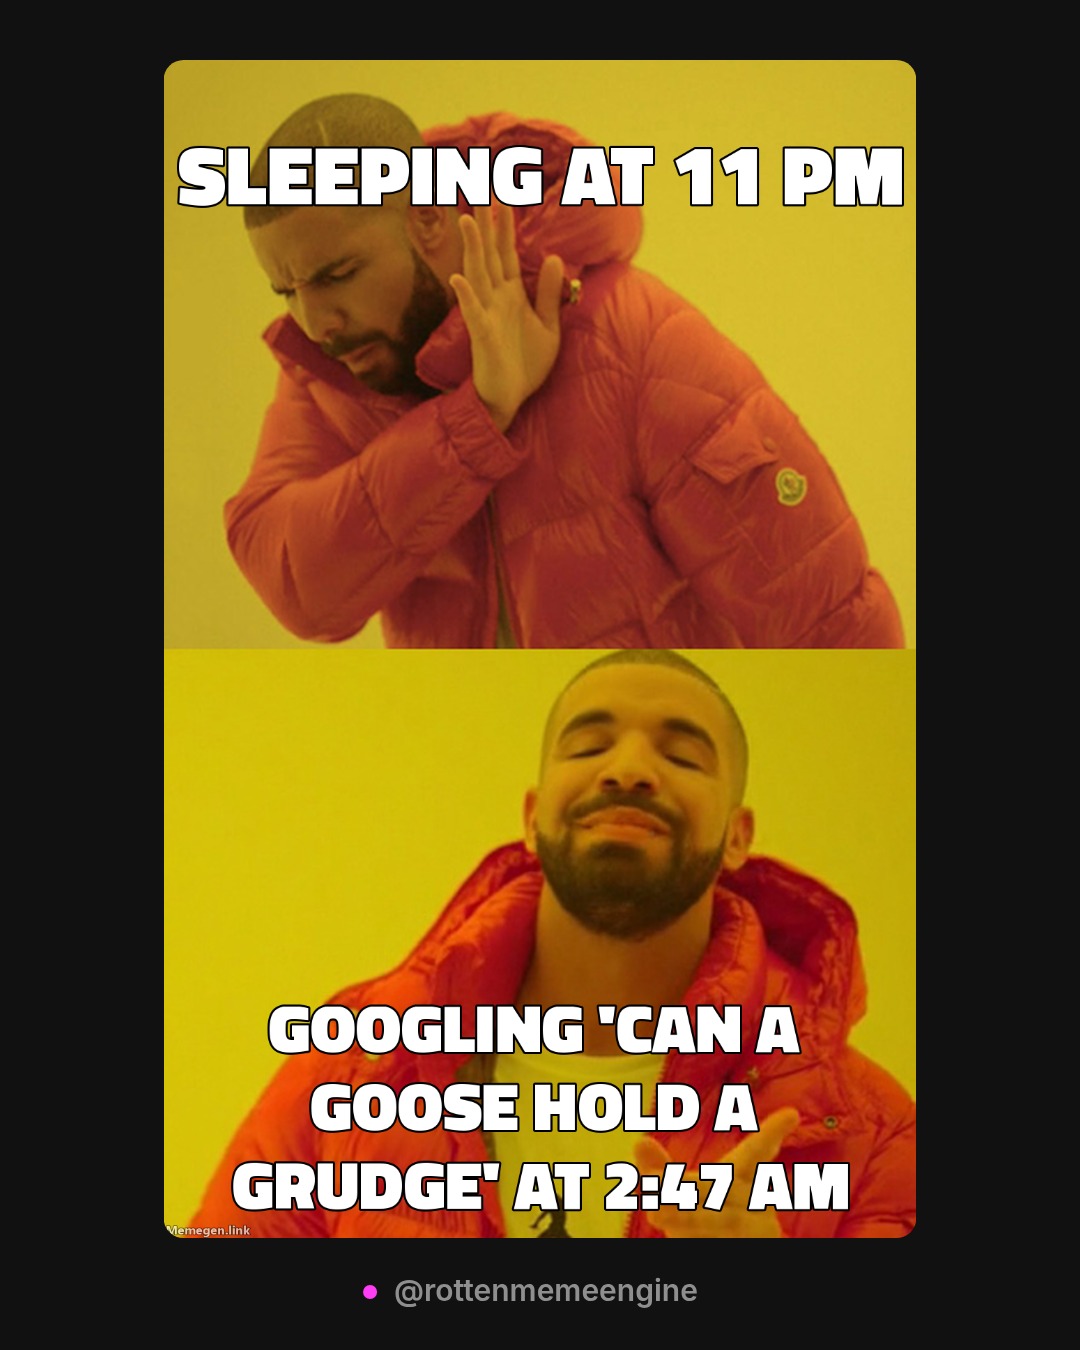 SLEEPING AT 11 PM
GOOGLING 'CAN A
GOOSE HOLD A
GRUDGE' AT 2:47 AM
Memegen.link
@rottenmemeengine